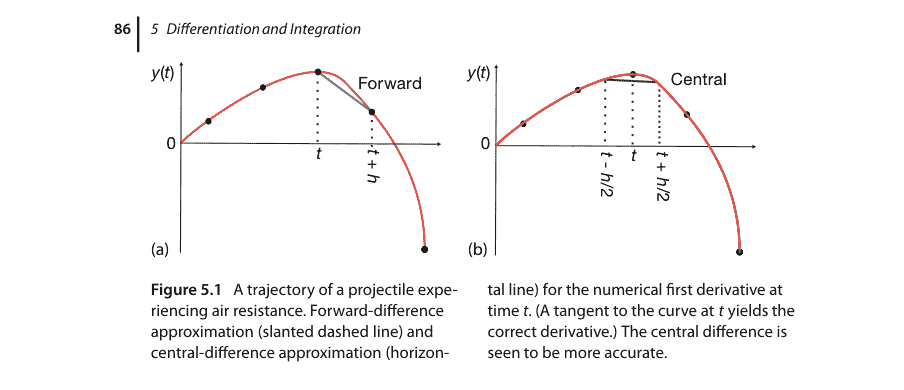 86 5 Differentiation and Integration
y(t)
Forward
0
t
t + h
(a)
y(t)
Central
0
t - h/2
t
t + h/2
(b)
Figure 5.1 A trajectory of a projectile expe-
riencing air resistance. Forward-difference
approximation (slanted dashed line) and
central-difference approximation (horizon-
tal line) for the numerical first derivative at
time t. (A tangent to the curve at t yields the
correct derivative.) The central difference is
seen to be more accurate.